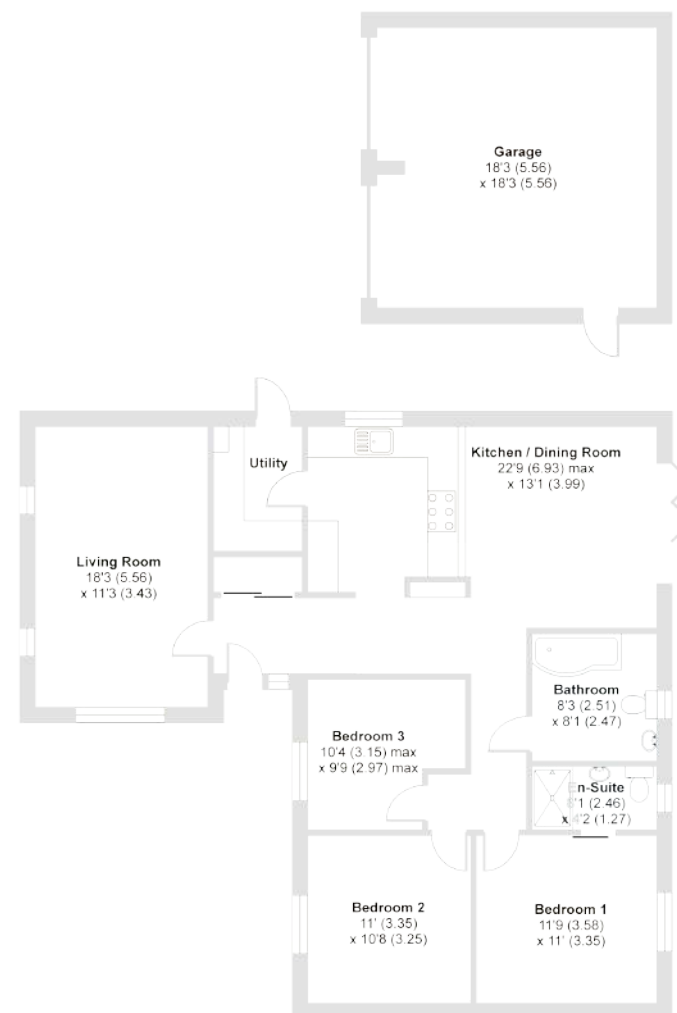 Garage
18'3 (5.56)
x 18'3 (5.56)
Utility
Kitchen / Dining Room
22'9 (6.93) max
x 13'1 (3.99)
Living Room
18'3 (5.56)
x 11'3 (3.43)
Bathroom
8'3 (2.51)
x 8'1 (2.47)
Bedroom 3
10'4 (3.15) max
x 9'9 (2.97) max
En-Suite
8'1 (2.46)
x 4'2 (1.27)
Bedroom 2
11' (3.35)
x 10'8 (3.25)
Bedroom 1
11'9 (3.58)
x 11' (3.35)